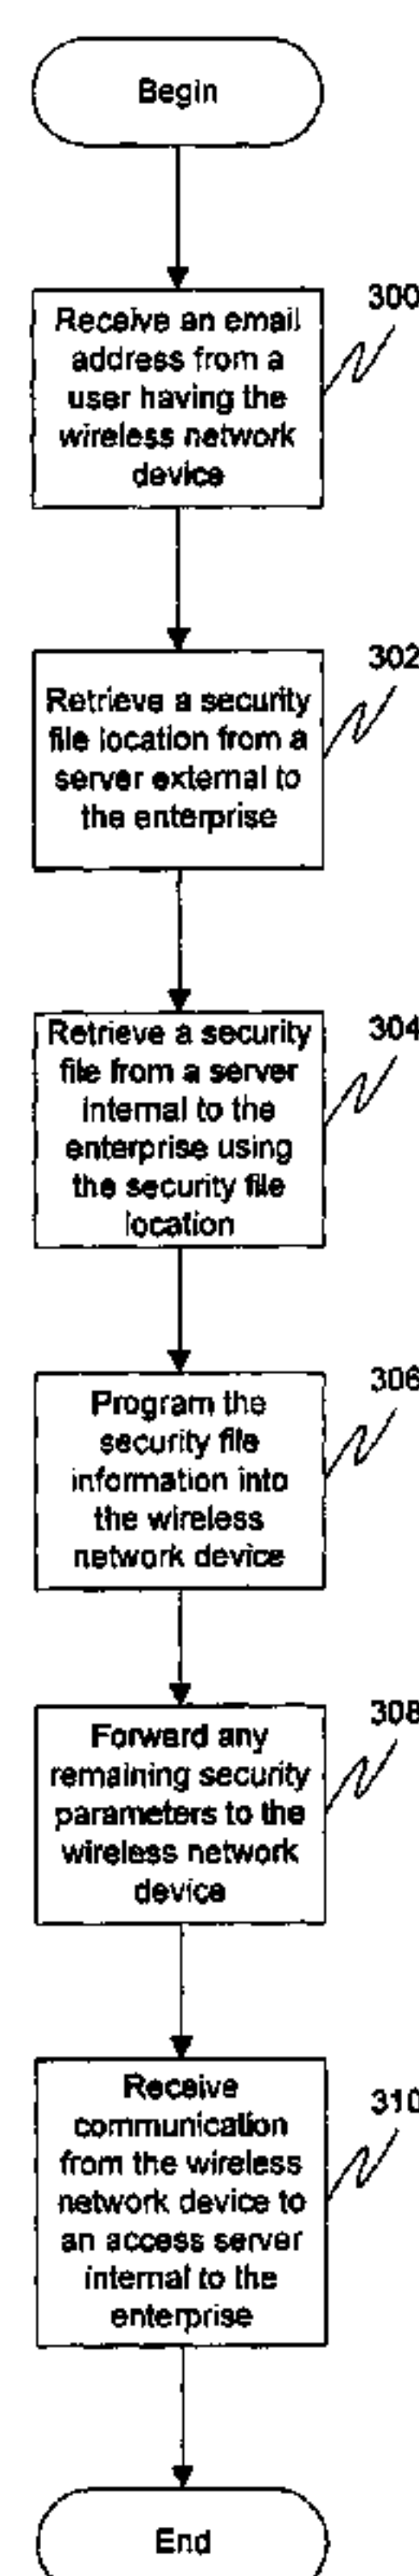 Begin
300
Receive an email
address from a
user having the
wireless network
device
302
Retrieve a security
file location from a
server external to
the enterprise
304
Retrieve a security
file from a server
internal to the
enterprise using
the security file
location
306
Program the
security file
information into
the wireless
network device
308
Forward any
remaining security
parameters to the
wireless network
device
310
Receive
communication
from the wireless
network device to
an access server
internal to the
enterprise
End